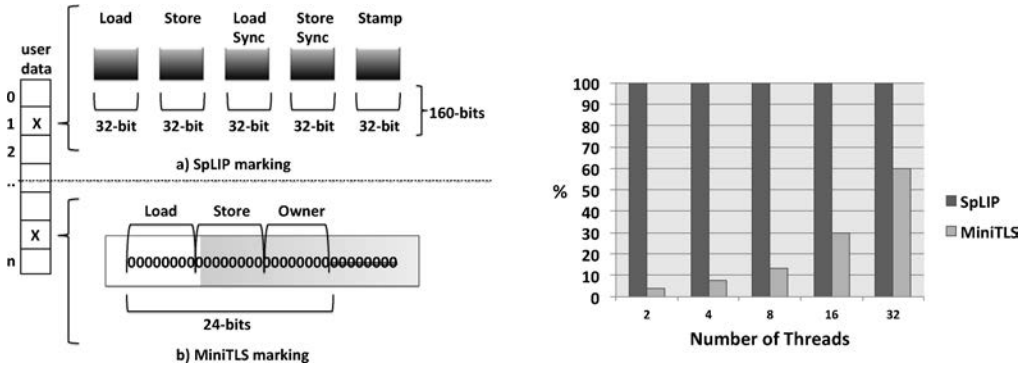 Load Store Load Sync Store Sync Stamp
user data
0
1 X
2
..
X
n
32-bit 32-bit 32-bit 32-bit 32-bit
160-bits
a) SpLIP marking
Load Store Owner
00000000000000000000000000000000
24-bits
b) MiniTLS marking
100
90
80
70
60
50
40
30
20
10
0
%
2 4 8 16 32
Number of Threads
SpLIP
MiniTLS